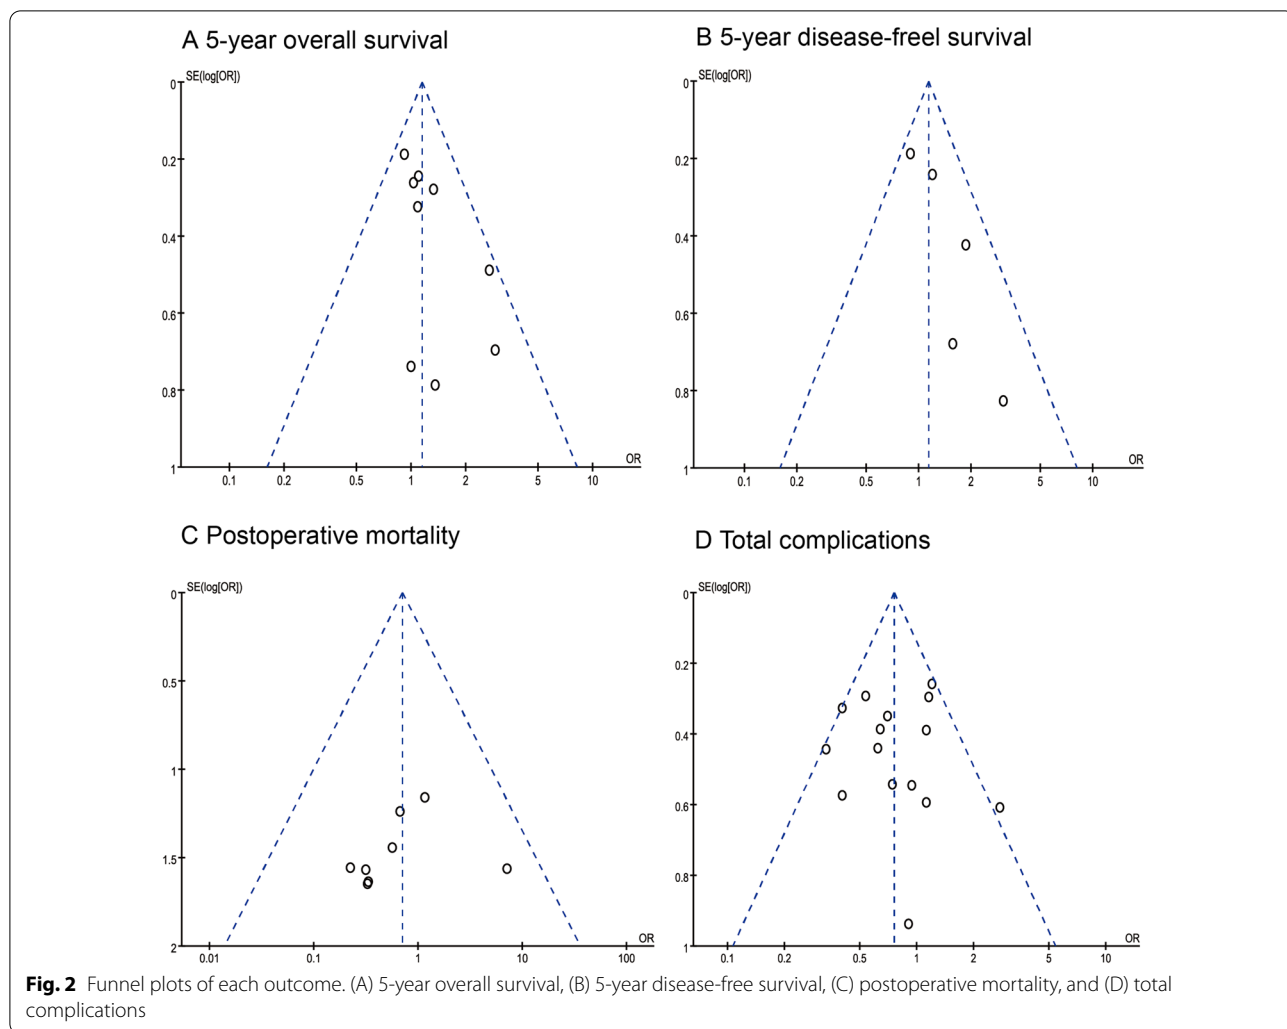 A 5-year overall survival
SE(log[OR])
0
0.2
0.4
0.6
0.8
1
OR
0.1 0.2 0.5 1 2 5 10
B 5-year disease-freel survival
SE(log[OR])
0
0.2
0.4
0.6
0.8
1
OR
0.1 0.2 0.5 1 2 5 10
C Postoperative mortality
SE(log[OR])
0
0.5
1
1.5
2
OR
0.01 0.1 1 10 100
D Total complications
SE(log[OR])
0
0.2
0.4
0.6
0.8
1
OR
0.1 0.2 0.5 1 2 5 10
Fig. 2 Funnel plots of each outcome. (A) 5-year overall survival, (B) 5-year disease-free survival, (C) postoperative mortality, and (D) total
complications